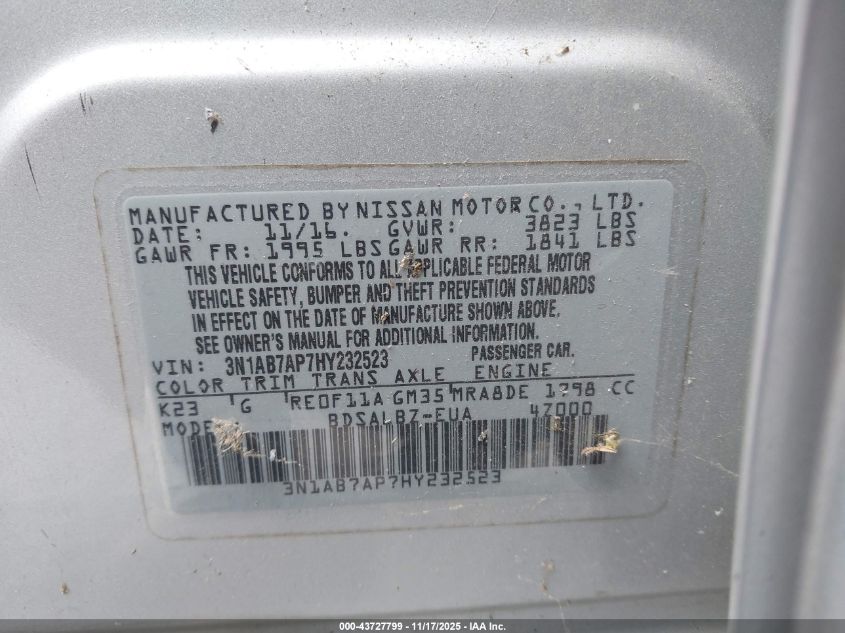 MANUFACTURED BY NISSAN MOTOR CO., LTD.
DATE: 11/16. GVWR: 3823 LBS
GAWR FR: 1995 LBS GAWR RR: 1841 LBS
THIS VEHICLE CONFORMS TO ALL APPLICABLE FEDERAL MOTOR
VEHICLE SAFETY, BUMPER AND THEFT PREVENTION STANDARDS
IN EFFECT ON THE DATE OF MANUFACTURE SHOWN ABOVE.
SEE OWNER'S MANUAL FOR ADDITIONAL INFORMATION.
VIN: 3N1AB7AP7HY232523 PASSENGER CAR.
COLOR TRIM TRANS AXLE ENGINE
K23 G RE0F11A GM35 MRA8DE 1798 CC
BDSALBZ-EUA 4Z000
3N1AB7AP7HY232523
000-43727799 — 11/17/2025 — IAA Inc.